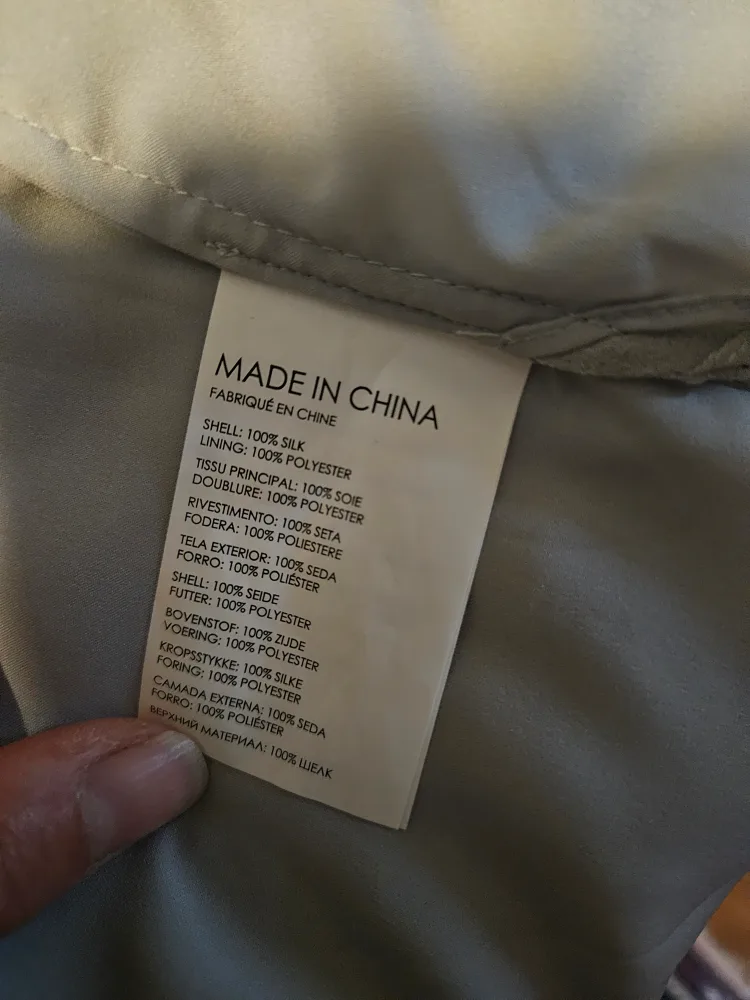 MADE IN CHINA
FABRIQUÉ EN CHINE
SHELL: 100% SILK
LINING: 100% POLYESTER
TISSU PRINCIPAL: 100% SOIE
DOUBLURE: 100% POLYESTER
RIVESTIMENTO: 100% SETA
FODERA: 100% POLIESTERE
TELA EXTERIOR: 100% SEDA
FORRO: 100% POLIÉSTER
SHELL: 100% SEIDE
FUTTER: 100% POLYESTER
BOVENSTOF: 100% ZIJDE
VOERING: 100% POLYESTER
KROPSSTYKKE: 100% SILKE
FORING: 100% POLYESTER
CAMADA EXTERNA: 100% SEDA
FORRO: 100% POLIÉSTER
ВЕРХНИЙ МАТЕРИАЛ: 100% ШЕЛК